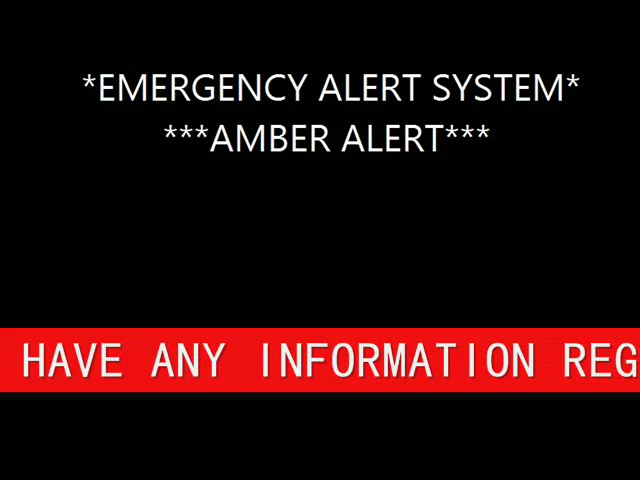 *EMERGENCY ALERT SYSTEM*
***AMBER ALERT***
HAVE ANY INFORMATION REG